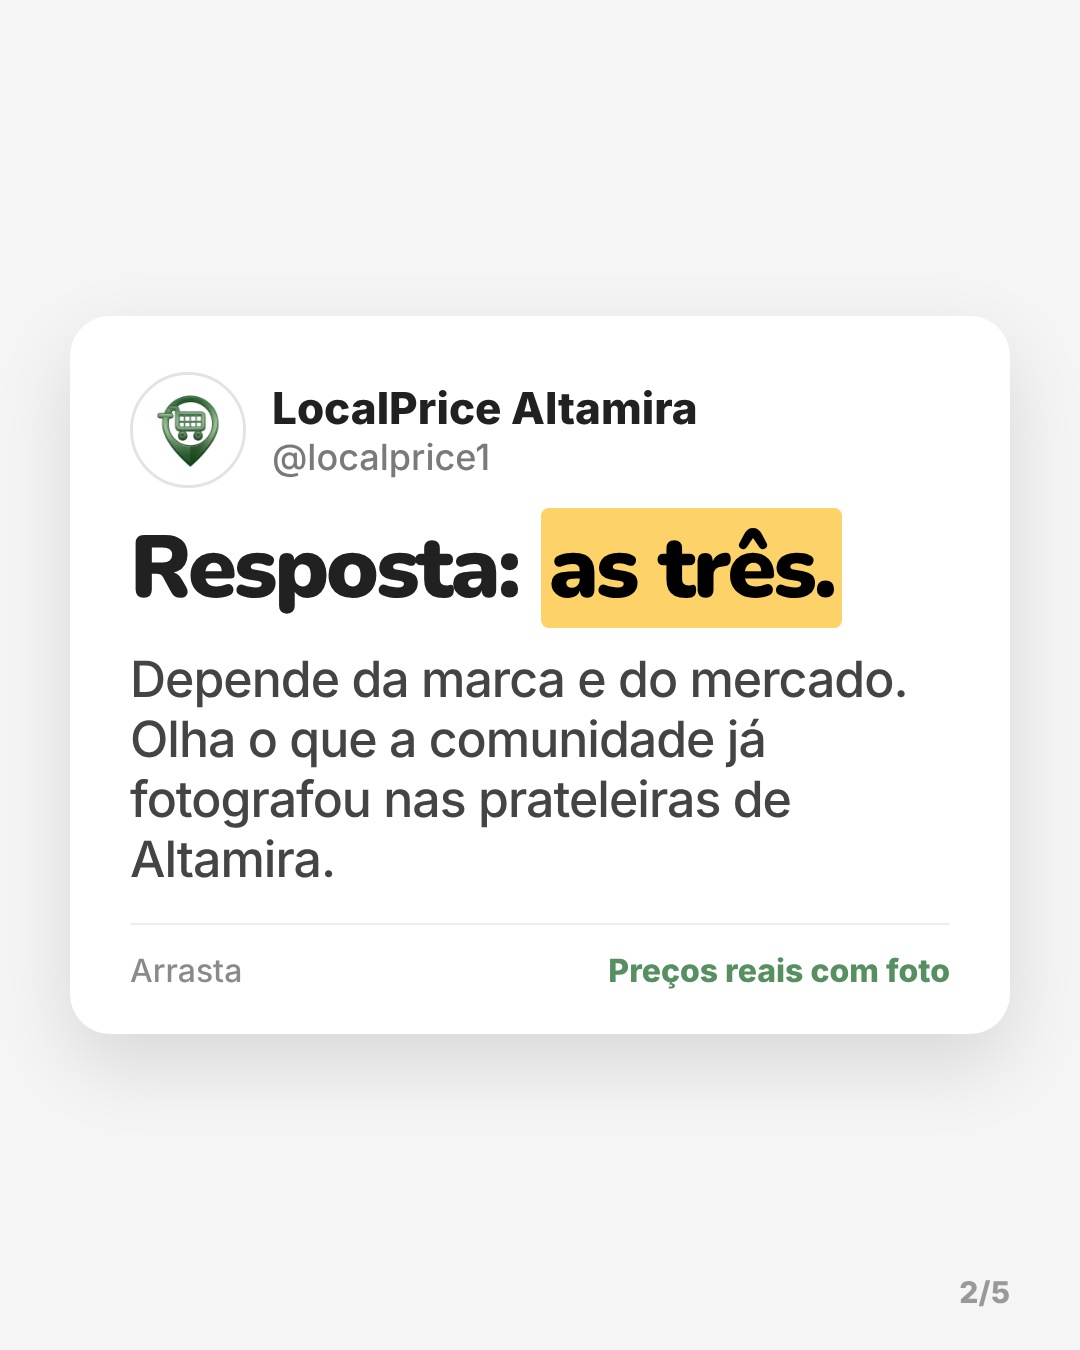 LocalPrice Altamira
@localprice1
Resposta: as três.
Depende da marca e do mercado.
Olha o que a comunidade já
fotografou nas prateleiras de
Altamira.
Arrasta
Preços reais com foto
2/5